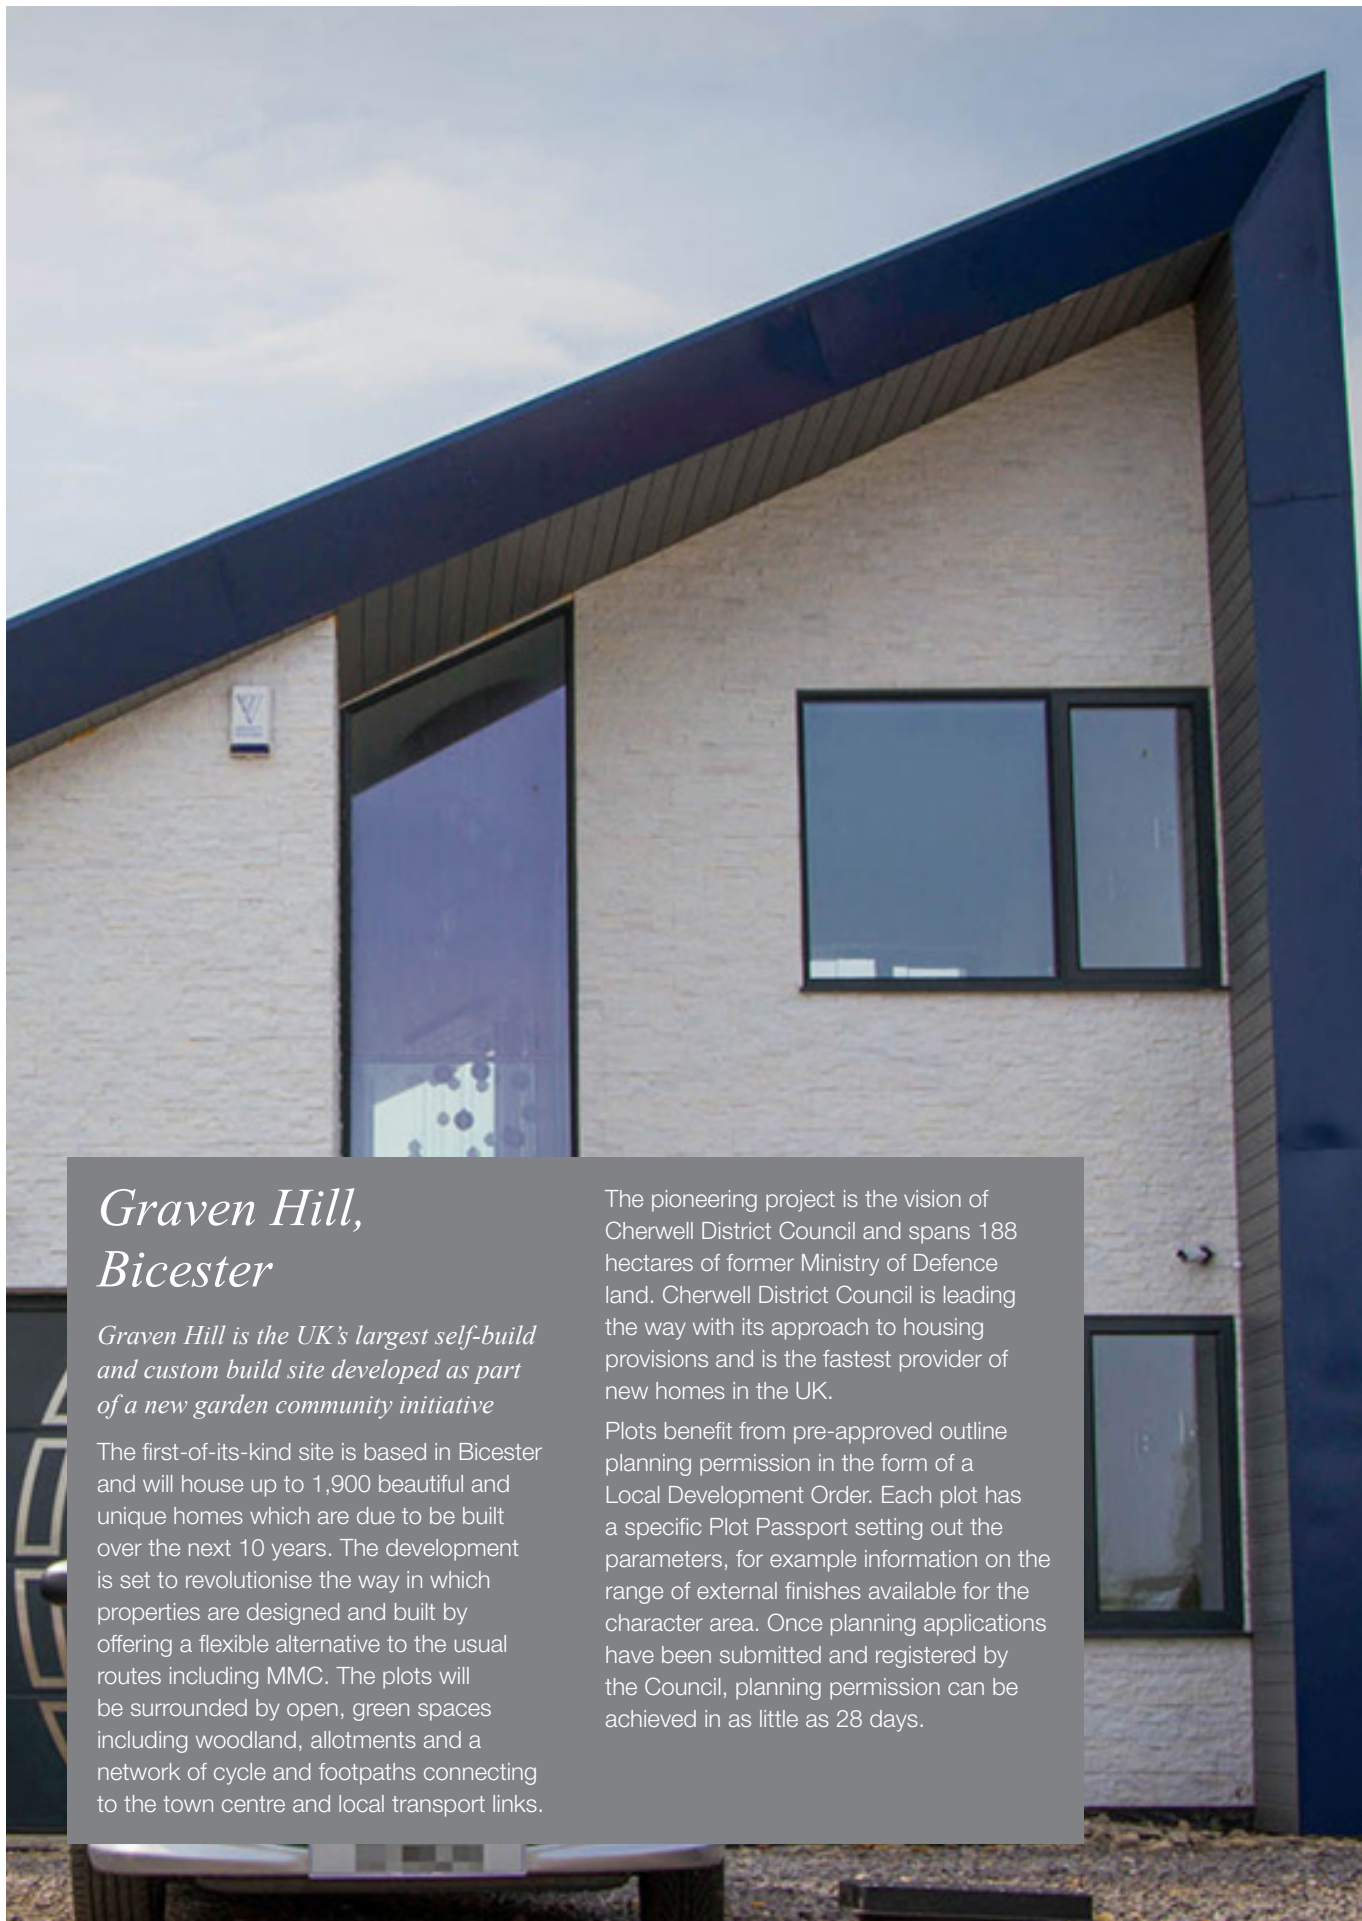 Graven Hill,
Bicester
Graven Hill is the UK's largest self-build
and custom build site developed as part
of a new garden community initiative
The first-of-its-kind site is based in Bicester
and will house up to 1,900 beautiful and
unique homes which are due to be built
over the next 10 years. The development
is set to revolutionise the way in which
properties are designed and built by
offering a flexible alternative to the usual
routes including MMC. The plots will
be surrounded by open, green spaces
including woodland, allotments and a
network of cycle and footpaths connecting
to the town centre and local transport links.
The pioneering project is the vision of
Cherwell District Council and spans 188
hectares of former Ministry of Defence
land. Cherwell District Council is leading
the way with its approach to housing
provisions and is the fastest provider of
new homes in the UK.
Plots benefit from pre-approved outline
planning permission in the form of a
Local Development Order. Each plot has
a specific Plot Passport setting out the
parameters, for example information on the
range of external finishes available for the
character area. Once planning applications
have been submitted and registered by
the Council, planning permission can be
achieved in as little as 28 days.